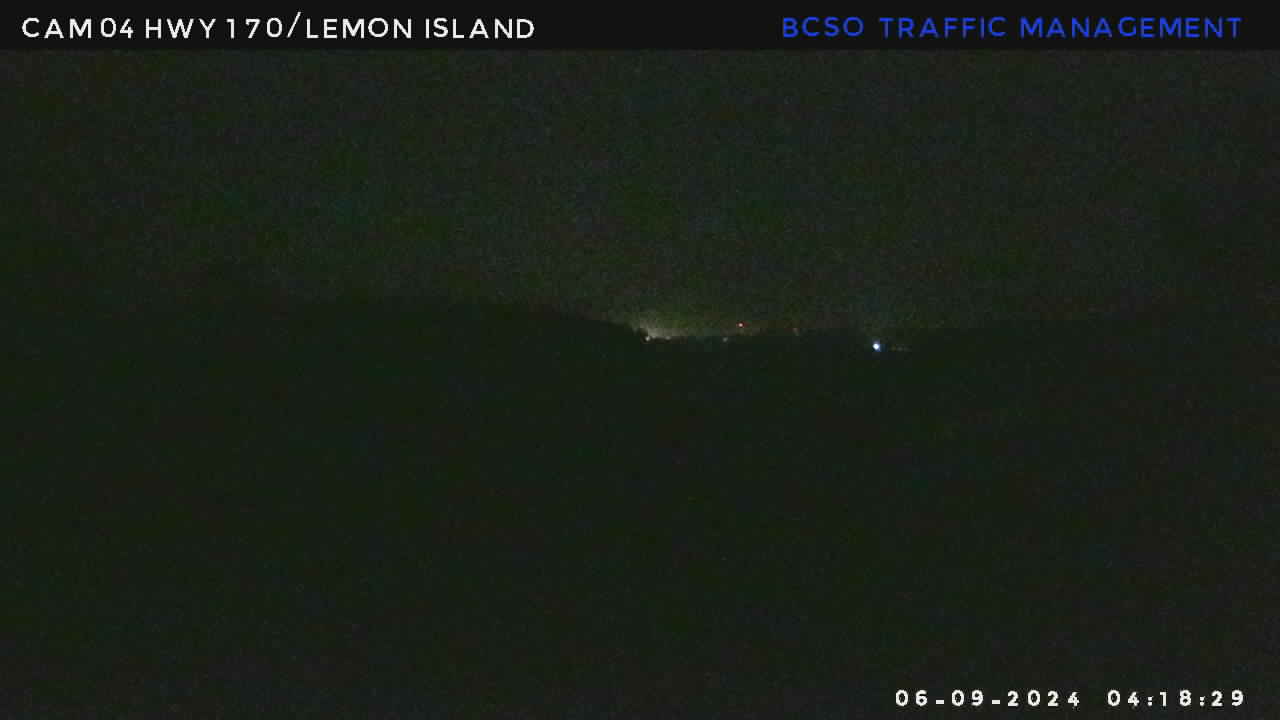 CAM04 HWY 170/LEMON ISLAND
BCSO TRAFFIC MANAGEMENT
06-09-2024 04:18:29